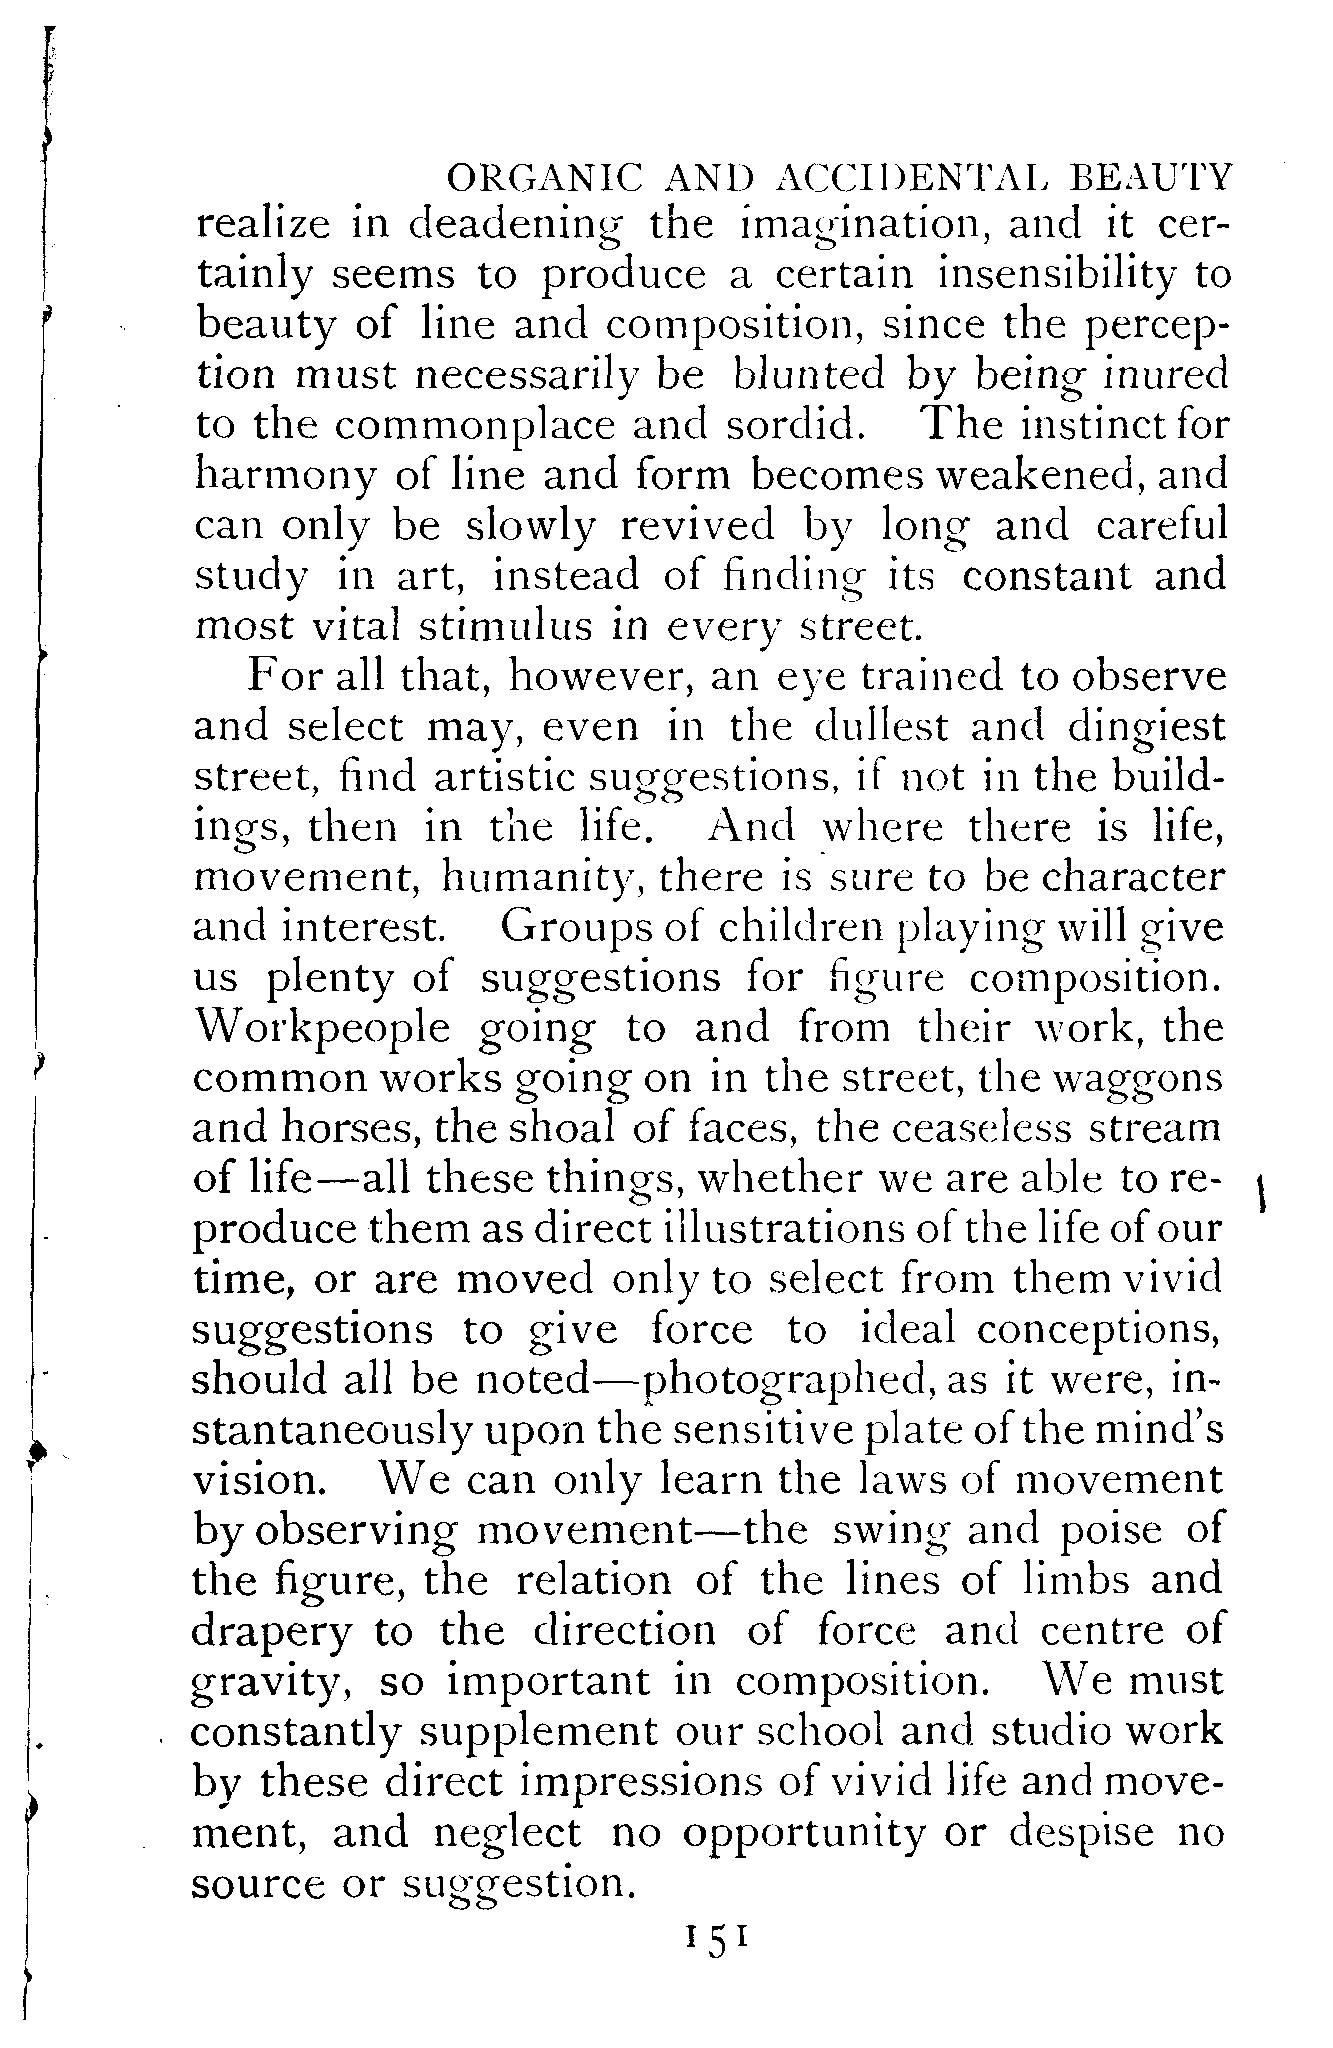 ORGANIC AND ACCIDENTAL BEAUTY
realize in deadening the imagination, and it cer-
tainly seems to produce a certain insensibility to
beauty of line and composition, since the percep-
tion must necessarily be blunted by being inured
to the commonplace and sordid. The instinct for
harmony of line and form becomes weakened, and
can only be slowly revived by long and careful
study in art, instead of finding its constant and
most vital stimulus in every street.
For all that, however, an eye trained to observe
and select may, even in the dullest and dingiest
street, find artistic suggestions, if not in the build-
ings, then in the life. And where there is life,
movement, humanity, there is sure to be character
and interest. Groups of children playing will give
us plenty of suggestions for figure composition.
Workpeople going to and from their work, the
common works going on in the street, the waggons
and horses, the shoal of faces, the ceaseless stream
of life—all these things, whether we are able to re-
produce them as direct illustrations of the life of our
time, or are moved only to select from them vivid
suggestions to give force to ideal conceptions,
should all be noted—photographed, as it were, in-
stantaneously upon the sensitive plate of the mind's
vision. We can only learn the laws of movement
by observing movement—the swing and poise of
the figure, the relation of the lines of limbs and
drapery to the direction of force and centre of
gravity, so important in composition. We must
constantly supplement our school and studio work
by these direct impressions of vivid life and move-
ment, and neglect no opportunity or despise no
source or suggestion.
151